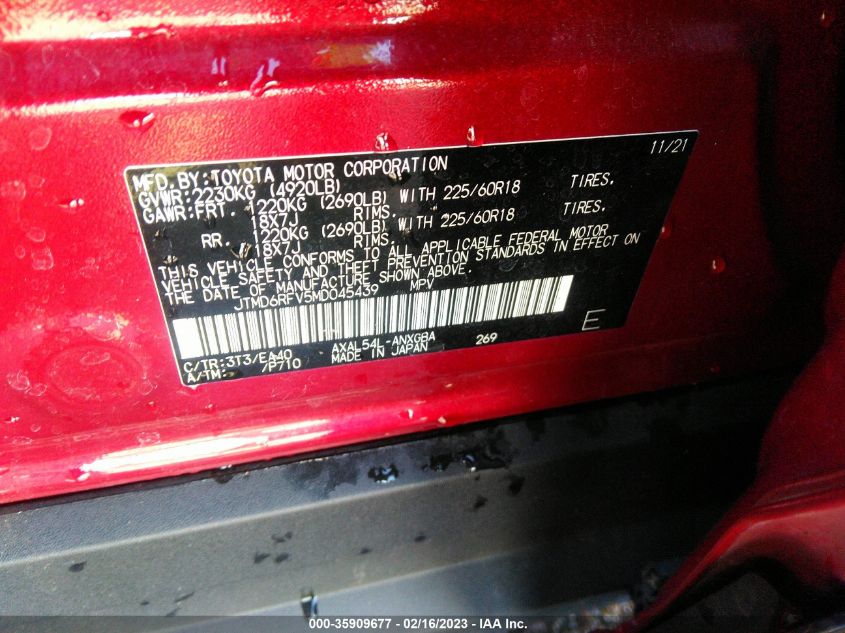 11/21
MFD.BY:TOYOTA MOTOR CORPORATION
GVWR:2230KG (4920LB)
GAWR:FRT. 1220KG (2690LB) WITH 225/60R18 TIRES.
18X7J RIMS.
RR. 1220KG (2690LB) WITH 225/60R18 TIRES.
18X7J RIMS.
THIS VEHICLE CONFORMS TO ALL APPLICABLE FEDERAL MOTOR
VEHICLE SAFETY AND THEFT PREVENTION STANDARDS IN EFFECT ON
THE DATE OF MANUFACTURE SHOWN ABOVE.
JTMD6RFV5MD045439 MPV
E
C/TR:3T3/EA40 AXAL54L-ANXGBA 269
A/TM: /P710 MADE IN JAPAN
000-35909677 - 02/16/2023 - IAA Inc.